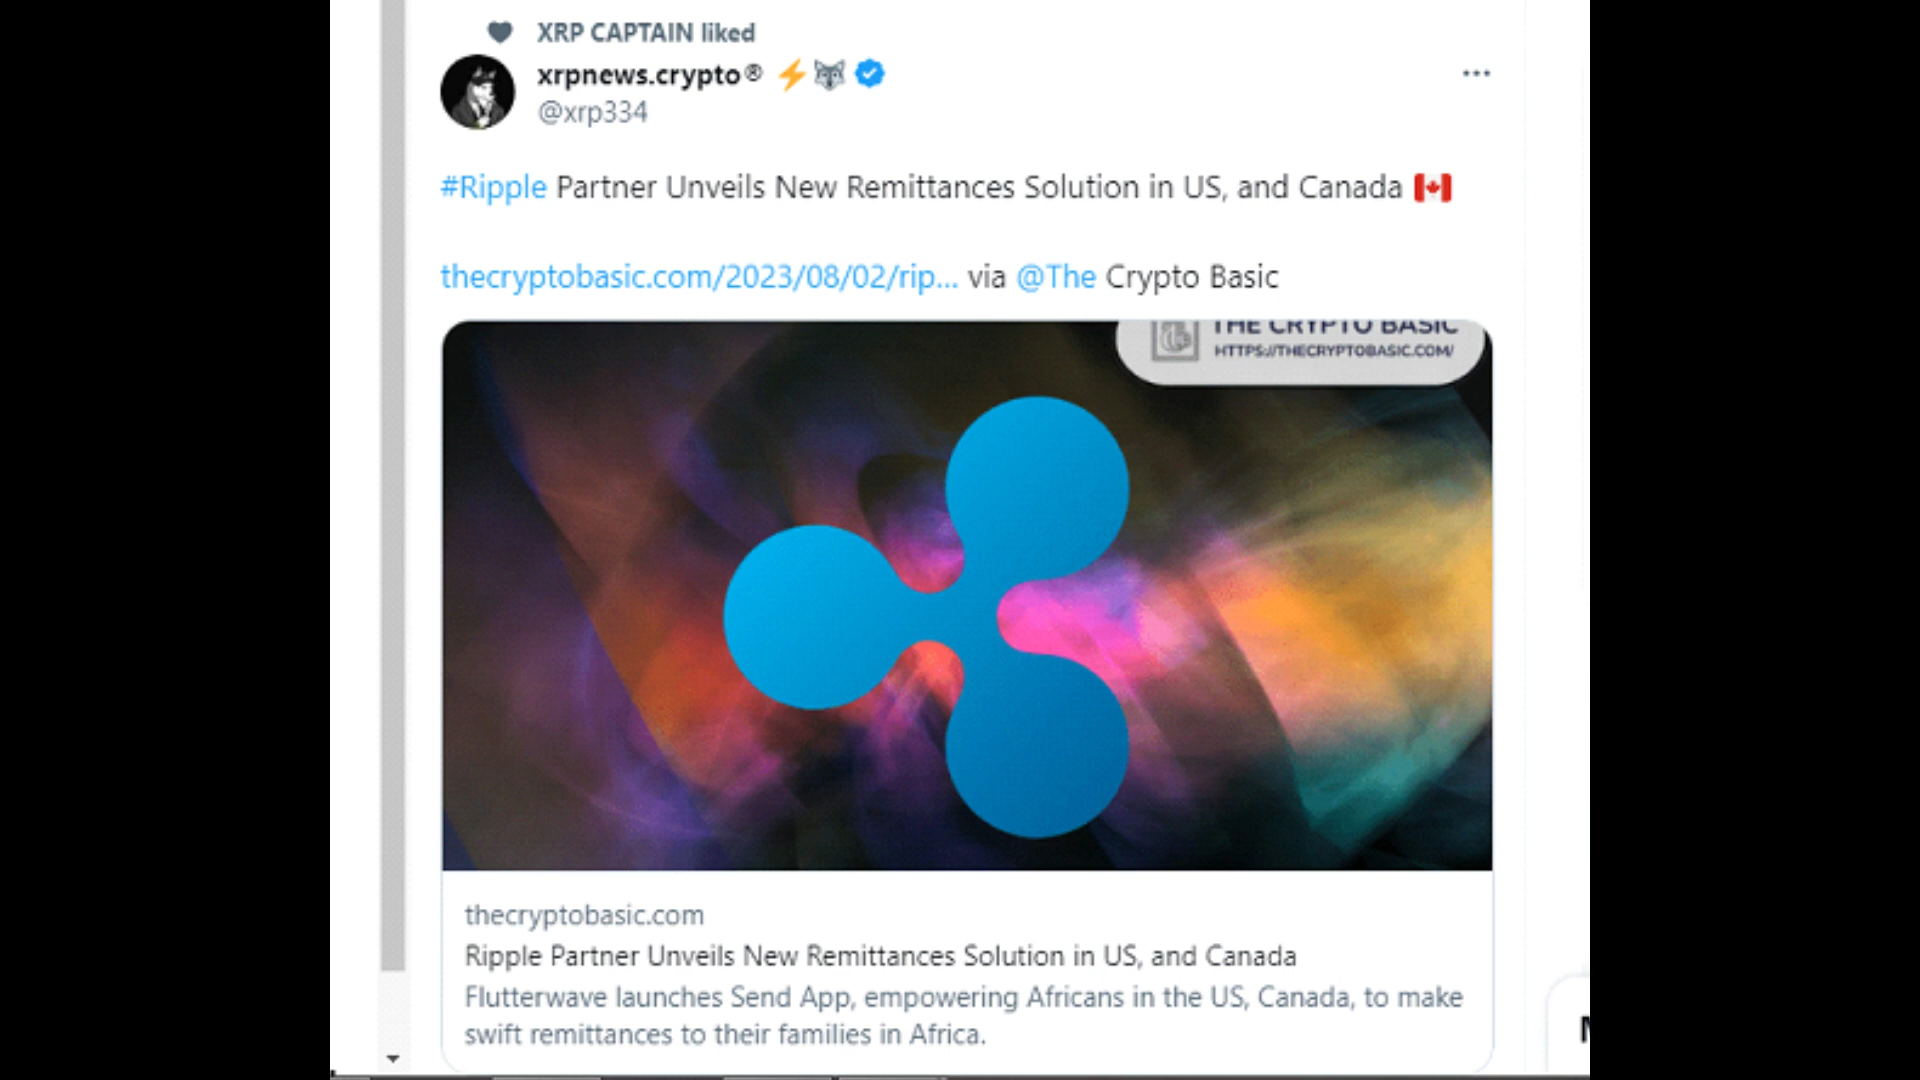 XRP CAPTAIN liked
xrpnews.crypto® ⚡🐺
@xrp334
#Ripple Partner Unveils New Remittances Solution in US, and Canada 🇨🇦
thecryptobasic.com/2023/08/02/rip... via @The Crypto Basic
THE CRYPTO BASIC
HTTPS://THECRYPTOBASIC.COM/
thecryptobasic.com
Ripple Partner Unveils New Remittances Solution in US, and Canada
Flutterwave launches Send App, empowering Africans in the US, Canada, to make
swift remittances to their families in Africa.